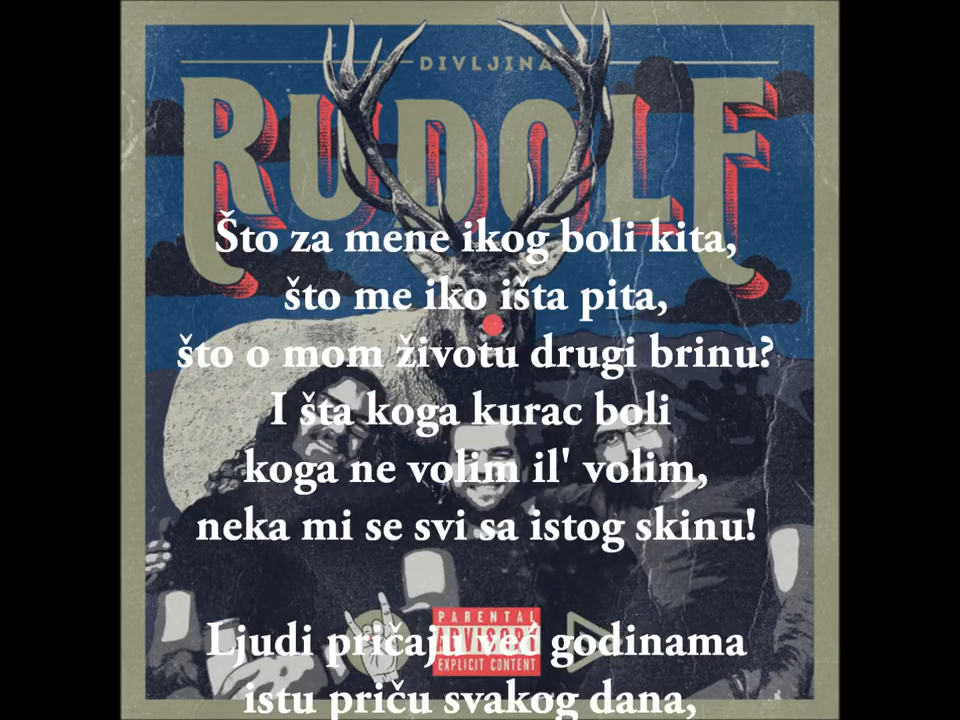 DIVLJINA
RUDOLF
Što za mene ikog boli kita,
što me iko išta pita,
što o mom životu drugi brinu?
I šta koga kurac boli
koga ne volim il' volim,
neka mi se svi sa istog skinu!
PARENTAL
ADVISORY
EXPLICIT CONTENT
Ljudi pričaju već godinama
istu priču svakog dana,